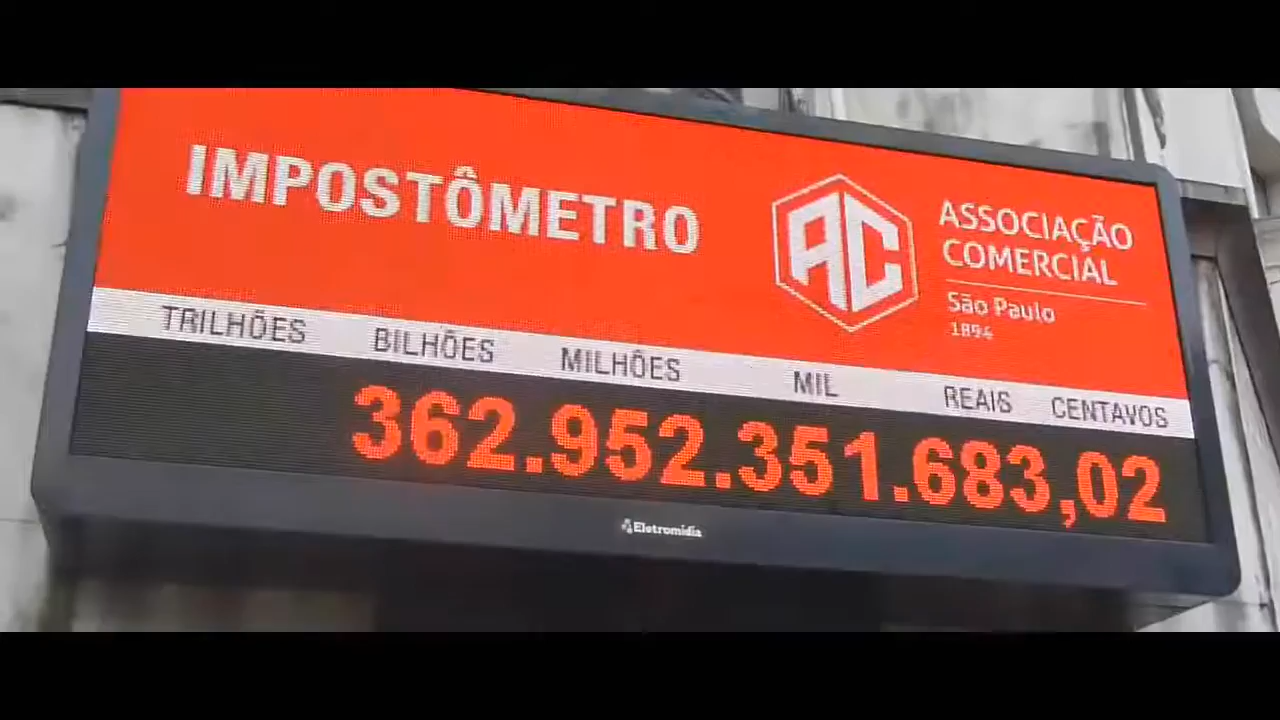 IMPOSTÔMETRO
AC
ASSOCIAÇÃO
COMERCIAL
São Paulo
1894
TRILHÕES BILHÕES MILHÕES MIL REAIS CENTAVOS
362.952.351.683,02
Eletromidia